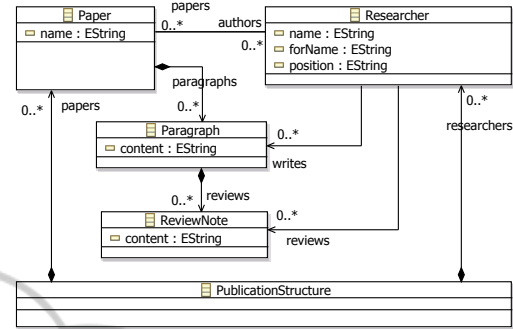 papers
Paper
name : EString
0..*
authors
0..*
Researcher
name : EString
forName : EString
position : EString
paragraphs
0..*
0..*
papers
0..*
researchers
Paragraph
content : EString
0..*
writes
0..*
reviews
ReviewNote
content : EString
0..*
reviews
PublicationStructure